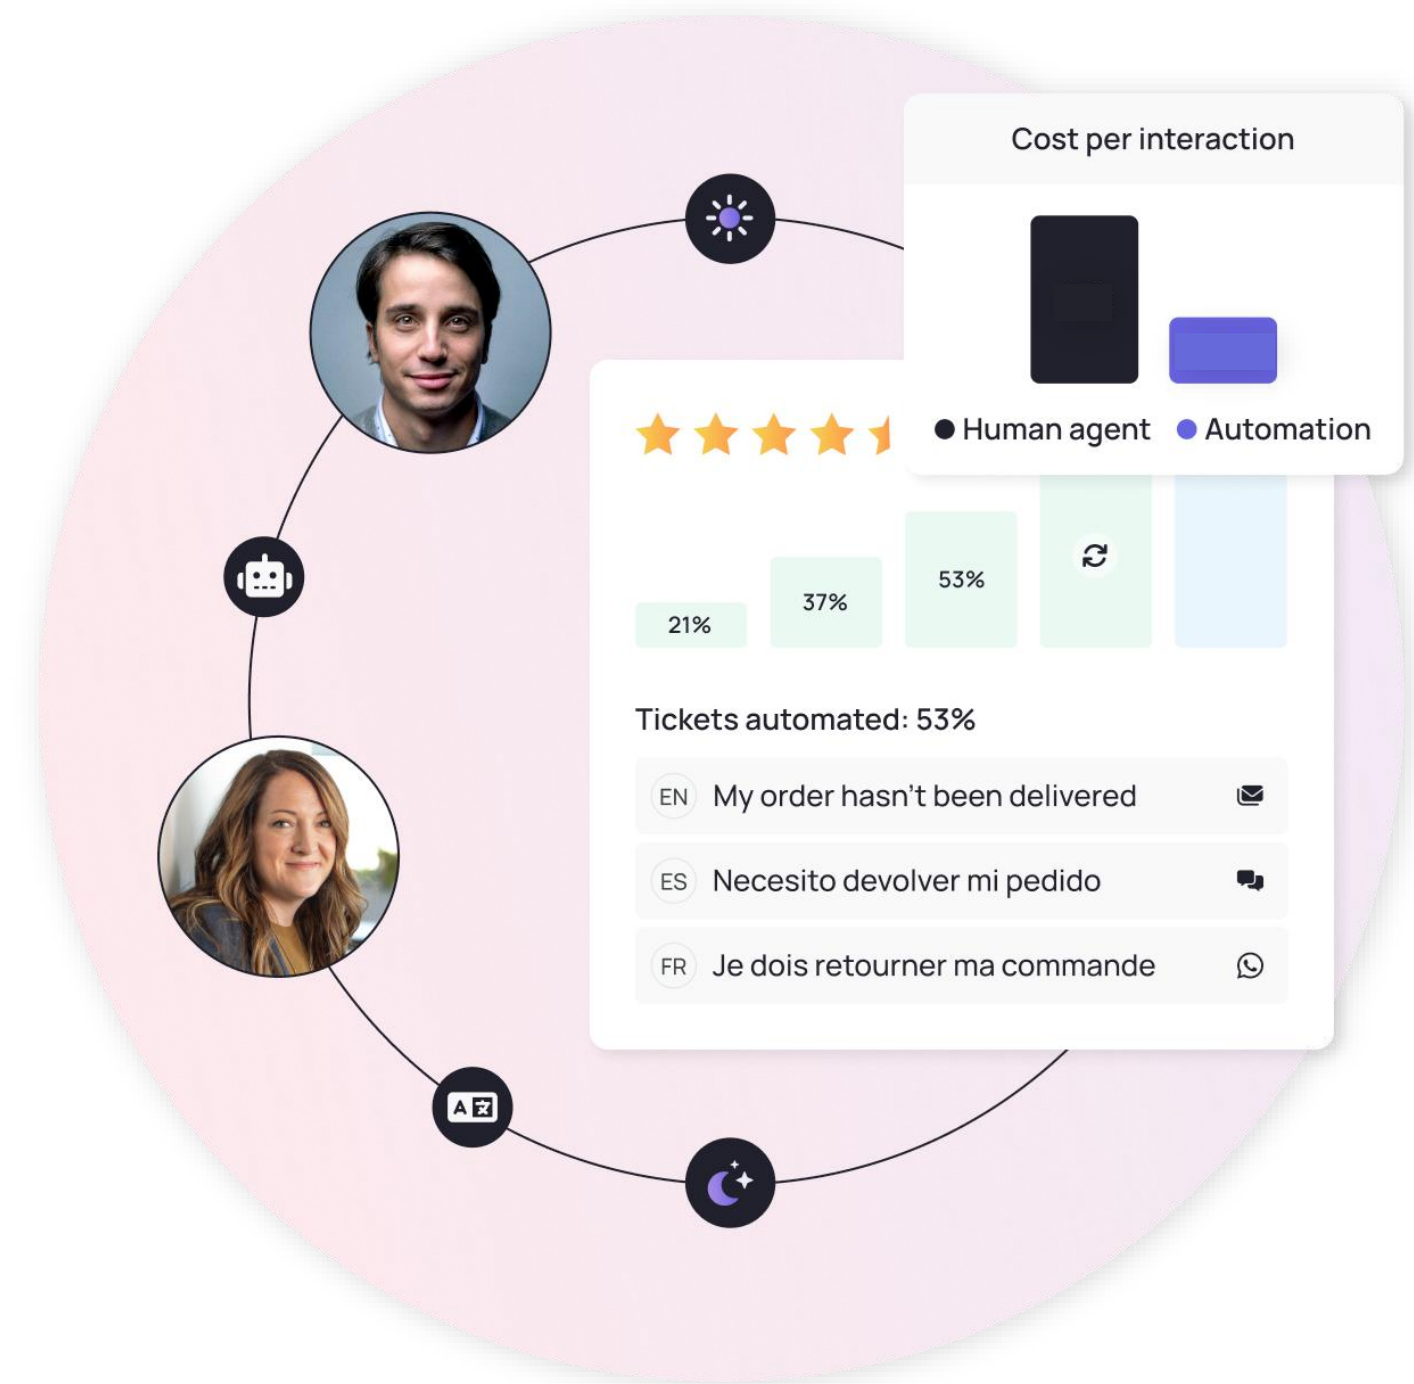 Cost per interaction
Human agent
Automation
21%
37%
53%
Tickets automated: 53%
EN My order hasn’t been delivered
ES Necesito devolver mi pedido
FR Je dois retourner ma commande
A 文